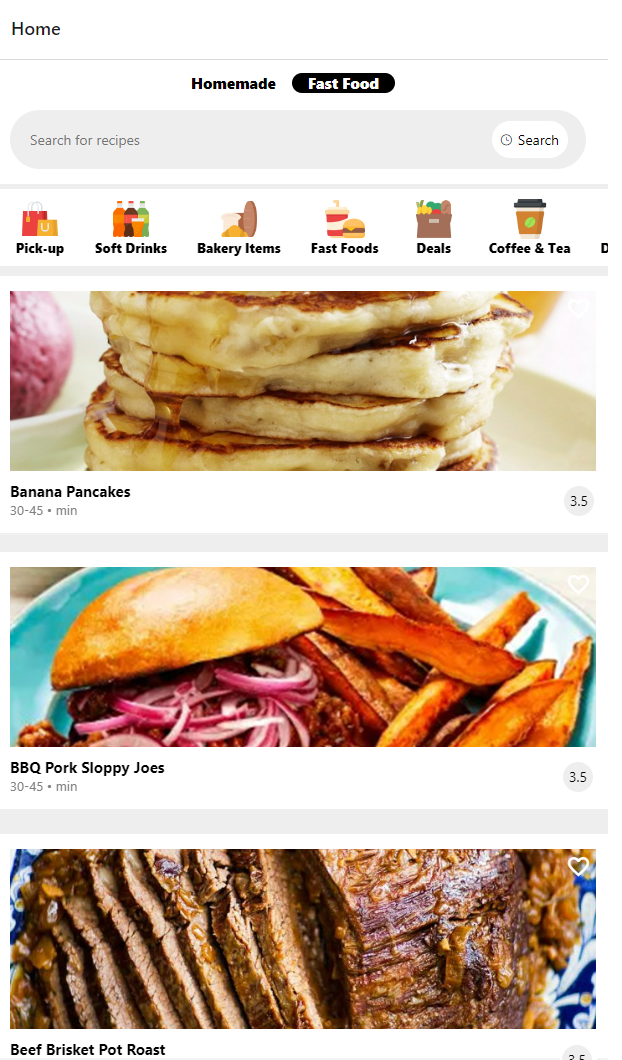 Home
Homemade Fast Food
Search for recipes Search
Pick-up Soft Drinks Bakery Items Fast Foods Deals Coffee & Tea D
Banana Pancakes
30-45 • min
3.5
BBQ Pork Sloppy Joes
30-45 • min
3.5
Beef Brisket Pot Roast
3.5